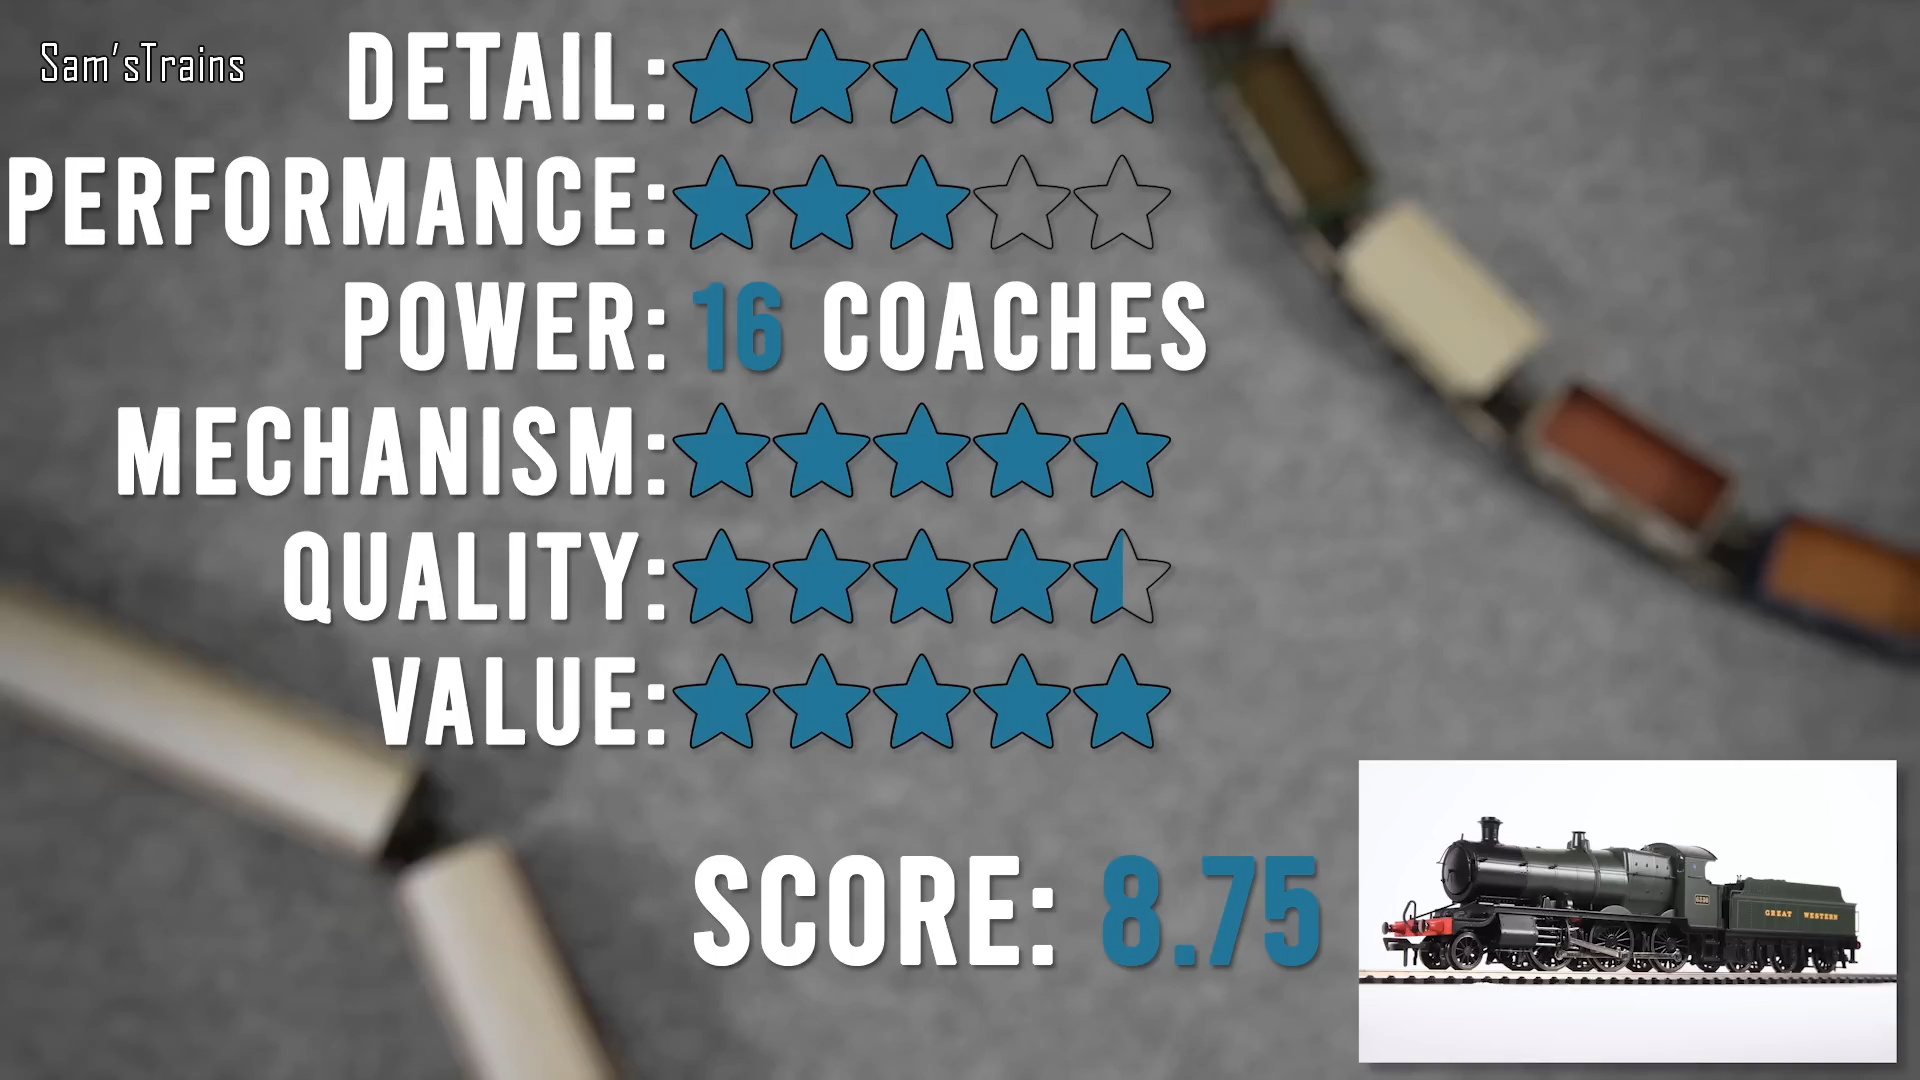 Sam'sTrains
DETAIL:
PERFORMANCE:
POWER: 16 COACHES
MECHANISM:
QUALITY:
VALUE:
SCORE: 8.75
GREAT WESTERN